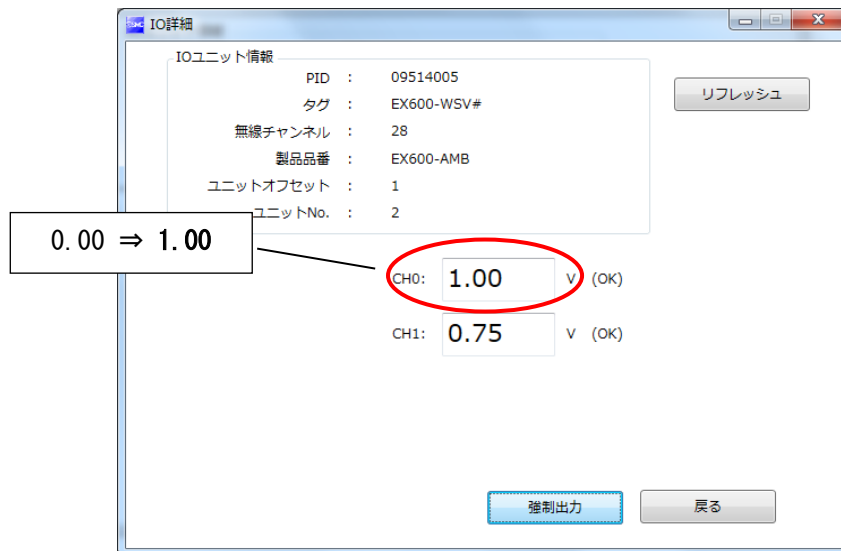 IO詳細
IOユニット情報
PID : 09514005
タグ : EX600-WSV#
無線チャンネル : 28
製品品番 : EX600-AMB
ユニットオフセット : 1
ユニットNo. : 2
リフレッシュ
0.00 ⇒ 1.00
CH0: 1.00 V (OK)
CH1: 0.75 V (OK)
強制出力
戻る